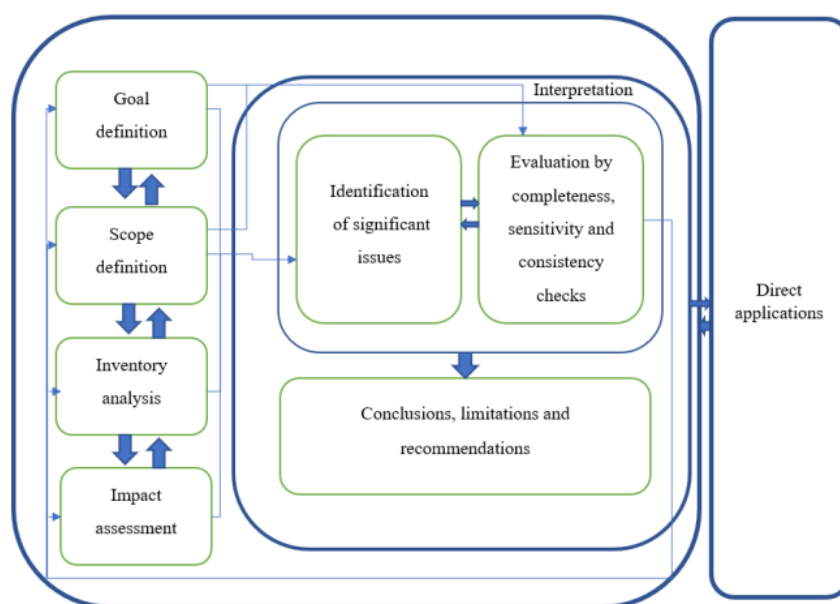 Goal
definition
Scope
definition
Inventory
analysis
Impact
assessment
Interpretation
Identification
of significant
issues
Evaluation by
completeness,
sensitivity and
consistency
checks
Conclusions, limitations and
recommendations
Direct
applications